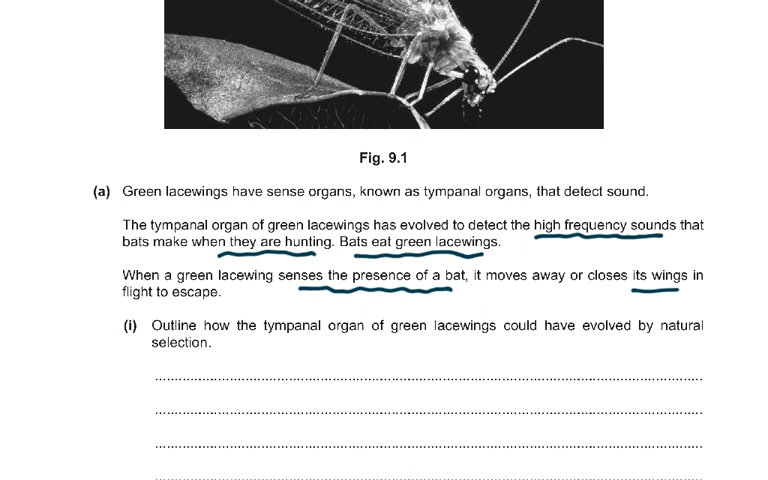 Fig. 9.1
(a) Green lacewings have sense organs, known as tympanal organs, that detect sound.
The tympanal organ of green lacewings has evolved to detect the high frequency sounds that
bats make when they are hunting. Bats eat green lacewings.
When a green lacewing senses the presence of a bat, it moves away or closes its wings in
flight to escape.
(i) Outline how the tympanal organ of green lacewings could have evolved by natural
selection.